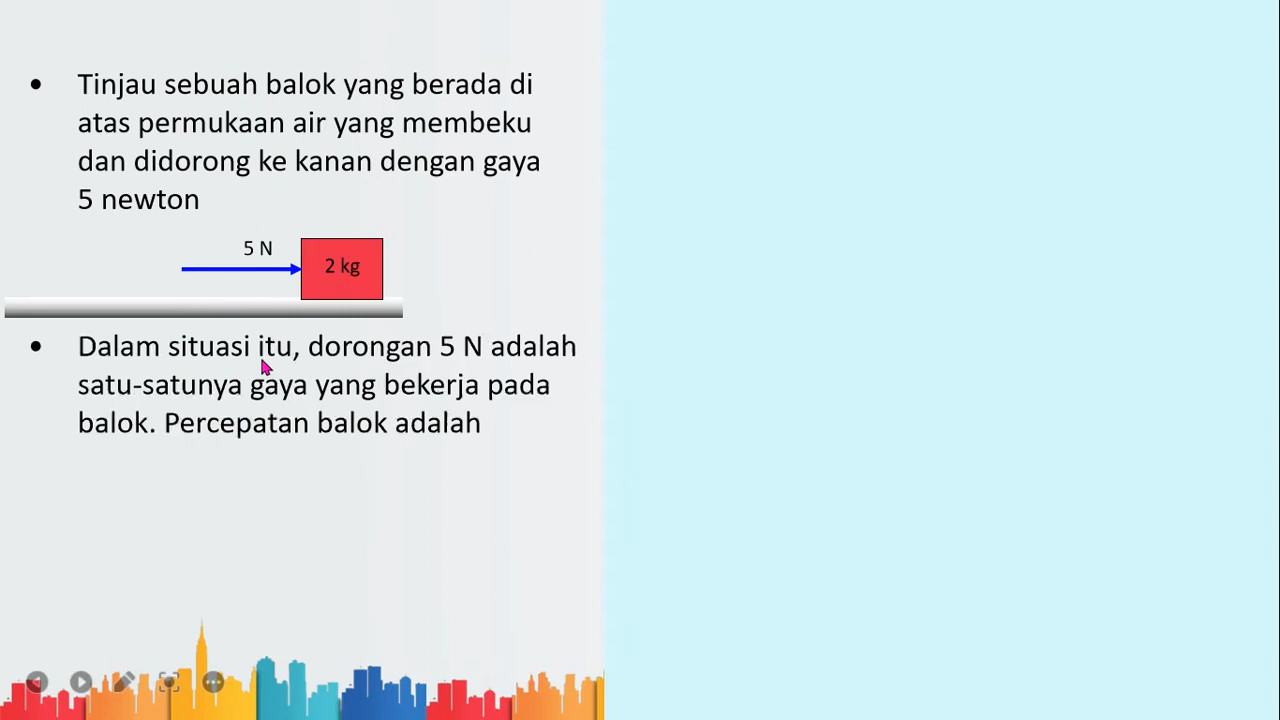 • Tinjau sebuah balok yang berada di
atas permukaan air yang membeku
dan didorong ke kanan dengan gaya
5 newton
5 N
2 kg
• Dalam situasi itu, dorongan 5 N adalah
satu-satunya gaya yang bekerja pada
balok. Percepatan balok adalah